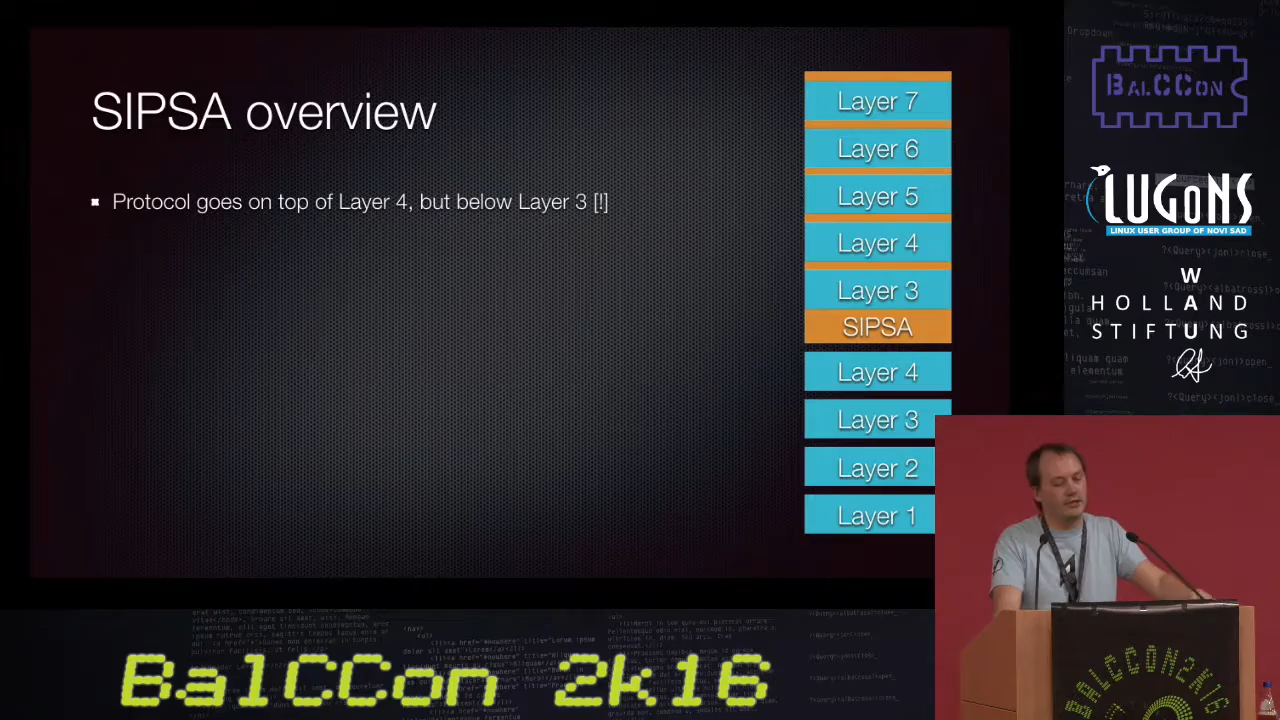 SIPSA overview
Protocol goes on top of Layer 4, but below Layer 3 [!]
Layer 7
Layer 6
Layer 5
Layer 4
Layer 3
SIPSA
Layer 4
Layer 3
Layer 2
Layer 1
BALCCON
LUGONS
LINUX USER GROUP OF NOVI SAD
W
HOLLAND
STIFTUNG
BalCCon 2k16
BALCCON2K16